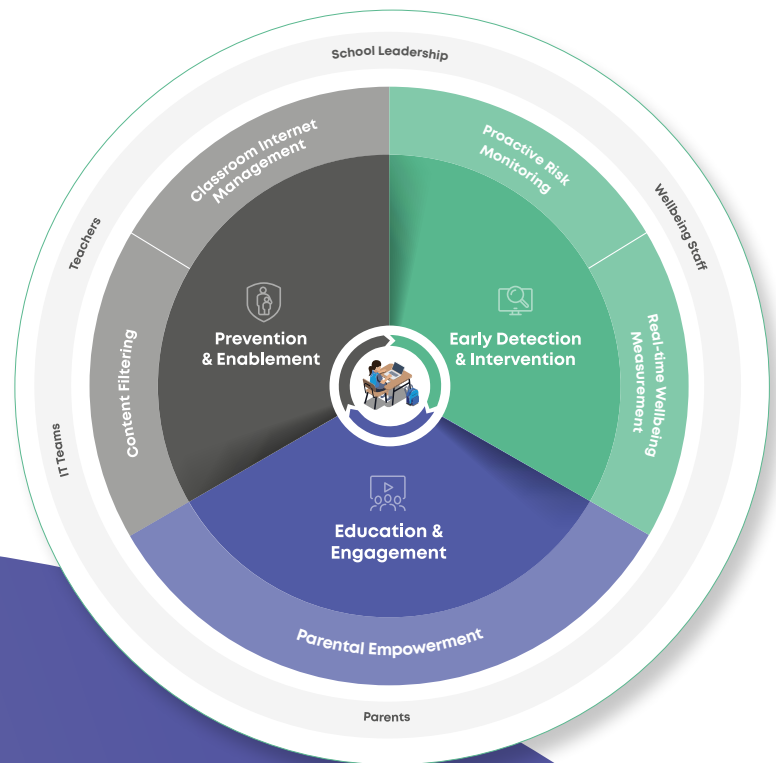 School Leadership
Classroom Internet
Management
Proactive Risk
Monitoring
Teachers
Wellbeing Staff
Prevention
& Enablement
Early Detection
& Intervention
Content Filtering
Real-time Wellbeing
Measurement
IT Teams
Education &
Engagement
Parental Empowerment
Parents